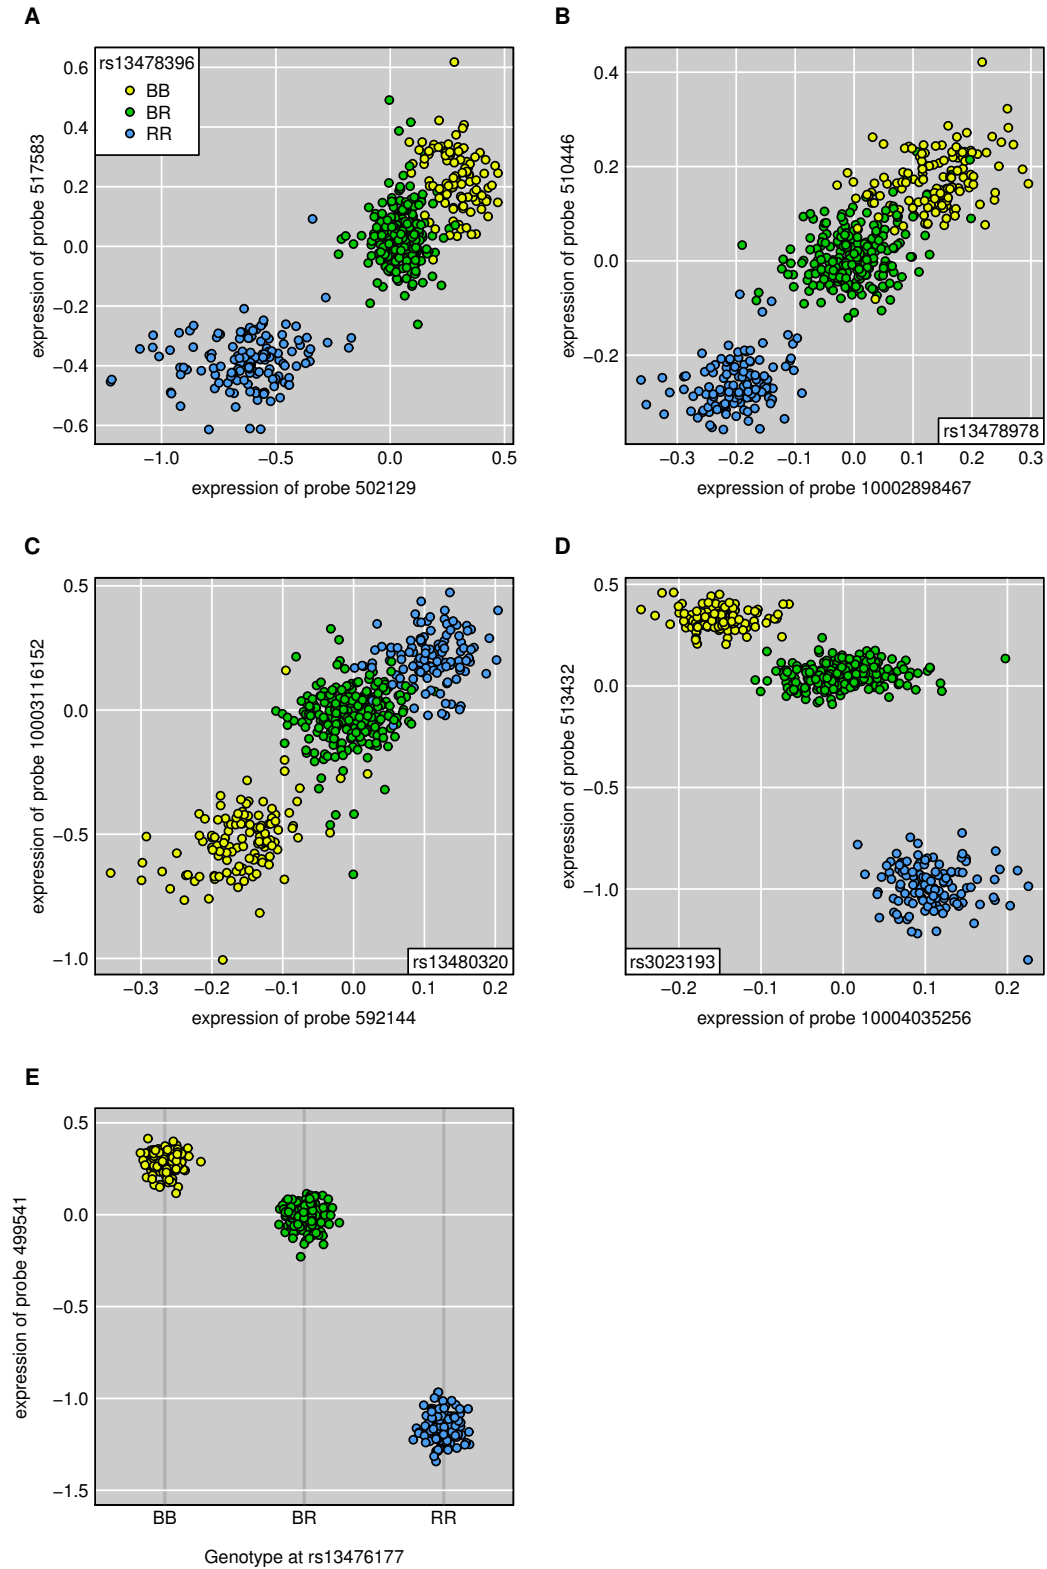 A
rs13478396
BB
BR
RR
0.6
0.4
0.2
0.0
−0.2
−0.4
−0.6
−1.0 −0.5 0.0 0.5
expression of probe 502129
expression of probe 517583
B
0.4
0.2
0.0
−0.2
rs13478978
−0.3 −0.2 −0.1 0.0 0.1 0.2 0.3
expression of probe 10002898467
expression of probe 510446
C
0.5
0.0
−0.5
−1.0
rs13480320
−0.3 −0.2 −0.1 0.0 0.1 0.2
expression of probe 592144
expression of probe 10003116152
D
0.5
0.0
−0.5
−1.0
rs3023193
−0.2 −0.1 0.0 0.1 0.2
expression of probe 10004035256
expression of probe 513432
E
0.5
0.0
−0.5
−1.0
−1.5
BB BR RR
Genotype at rs13476177
expression of probe 499541